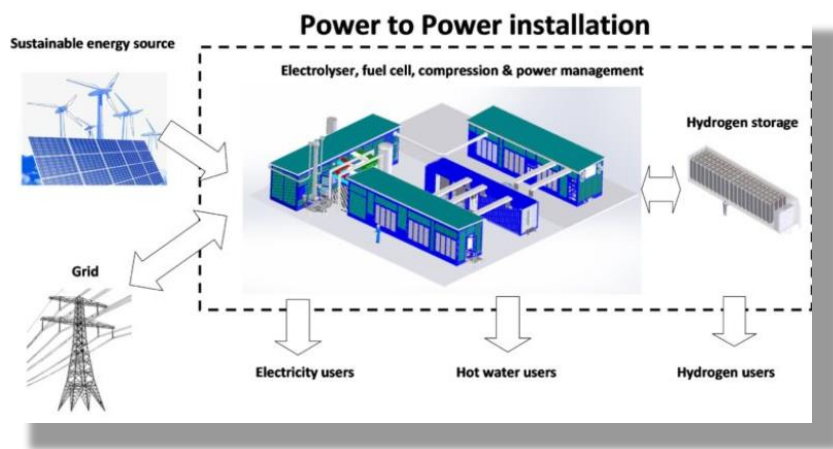 Power to Power installation
Sustainable energy source
Electrolyser, fuel cell, compression & power management
Hydrogen storage
Grid
Electricity users
Hot water users
Hydrogen users